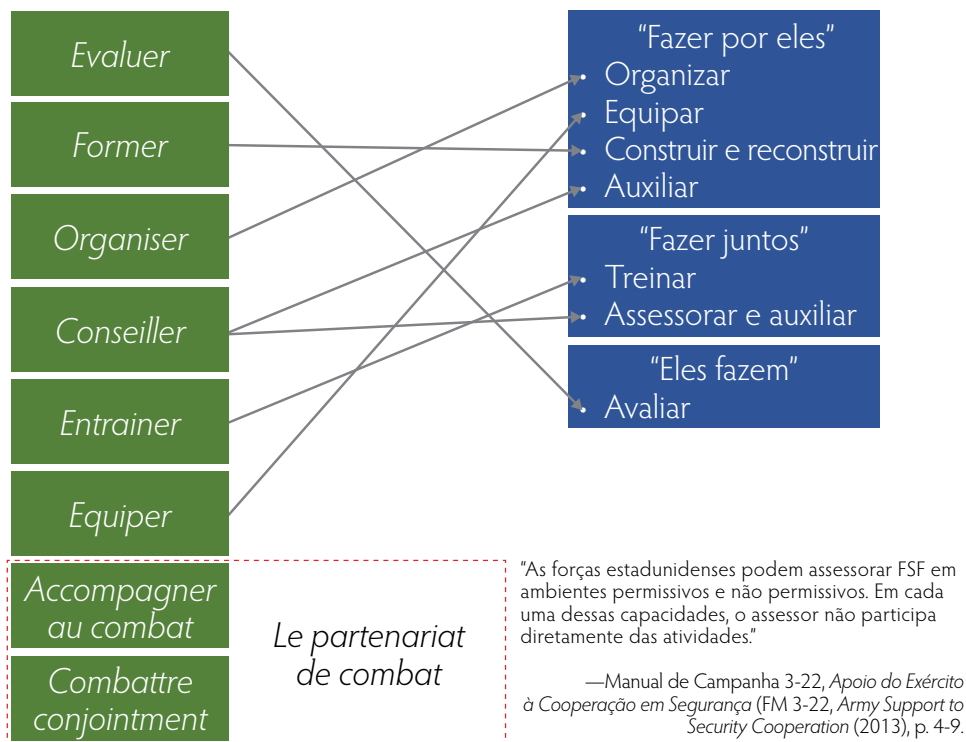 Evaluer
Former
Organiser
Conseiller
Entrainer
Equiper
Accompagner
au combat
Combattre
conjointment
Le partenariat
de combat
"Fazer por eles"
• Organizar
• Equipar
• Construir e reconstruir
• Auxiliar
"Fazer juntos"
• Treinar
• Assessorar e auxiliar
"Eles fazem"
• Avaliar
"As forças estadunidenses podem assessorar FSF em
ambientes permissivos e não permissivos. Em cada
uma dessas capacidades, o assessor não participa
diretamente das atividades."
—Manual de Campanha 3-22, Apoio do Exército
à Cooperação em Segurança (FM 3-22, Army Support to
Security Cooperation (2013), p. 4-9.